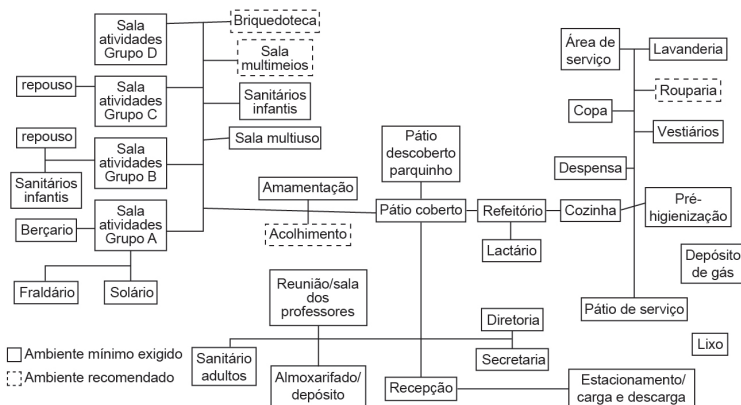 Sala
atividades
Grupo D
Briquedoteca
Sala
multimeios
repouso
Sala
atividades
Grupo C
Sanitários
infantis
repouso
Sala
atividades
Grupo B
Sala multiuso
Sanitários
infantis
Berçario
Sala
atividades
Grupo A
Fraldário
Solário
Amamentação
Acolhimento
Pátio
descoberto
parquinho
Pátio coberto
Refeitório
Lactário
Cozinha
Área de
serviço
Lavanderia
Rouparia
Copa
Vestiários
Despensa
Pré-
higienização
Depósito
de gás
Pátio de serviço
Lixo
Reunião/sala
dos
professores
Diretoria
Sanitário
adultos
Secretaria
Almoxarifado/
depósito
Recepção
Estacionamento/
carga e descarga
Ambiente mínimo exigido
Ambiente recomendado